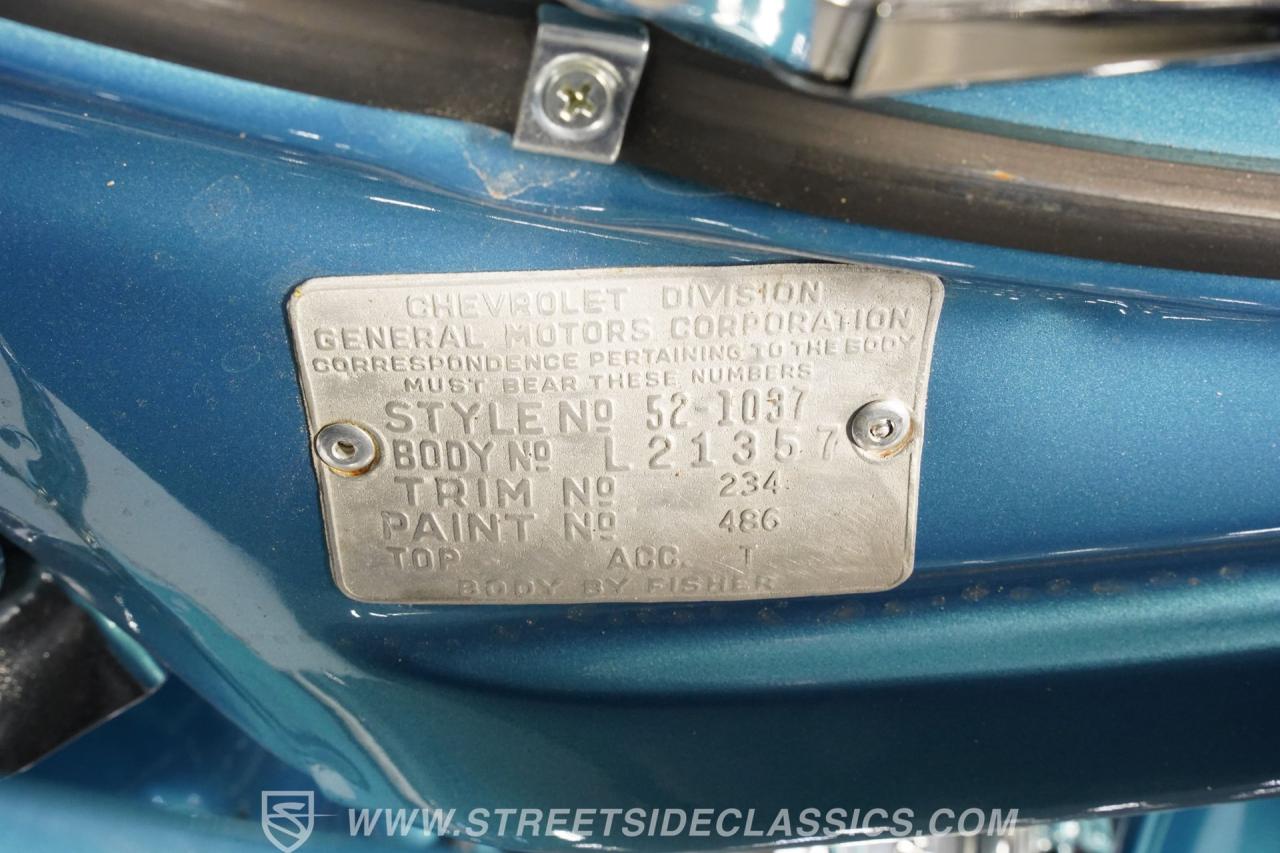 CHEVROLET DIVISION
GENERAL MOTORS CORPORATION
CORRESPONDENCE PERTAINING TO THE BODY
MUST BEAR THESE NUMBERS
STYLE Nº 52-1037
BODY Nº L21357
TRIM Nº 234
PAINT Nº 486
TOP ACC. T
BODY BY FISHER
WWW.STREETSIDECLASSICS.COM